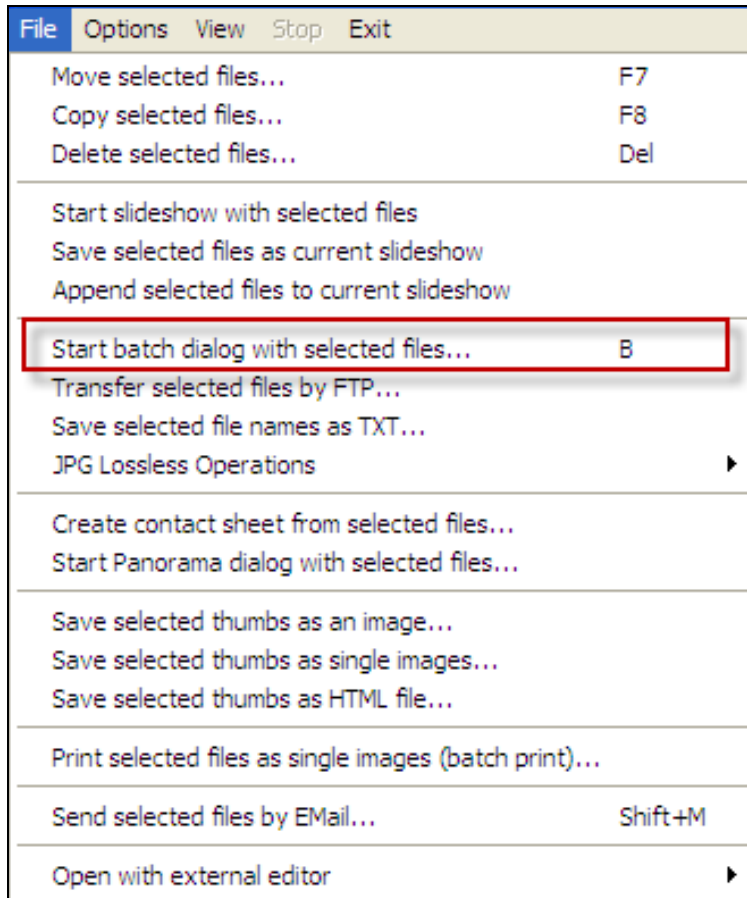 File Options View Stop Exit
Move selected files... F7
Copy selected files... F8
Delete selected files... Del
Start slideshow with selected files
Save selected files as current slideshow
Append selected files to current slideshow
Start batch dialog with selected files... B
Transfer selected files by FTP...
Save selected file names as TXT...
JPG Lossless Operations
Create contact sheet from selected files...
Start Panorama dialog with selected files...
Save selected thumbs as an image...
Save selected thumbs as single images...
Save selected thumbs as HTML file...
Print selected files as single images (batch print)...
Send selected files by EMail... Shift+M
Open with external editor